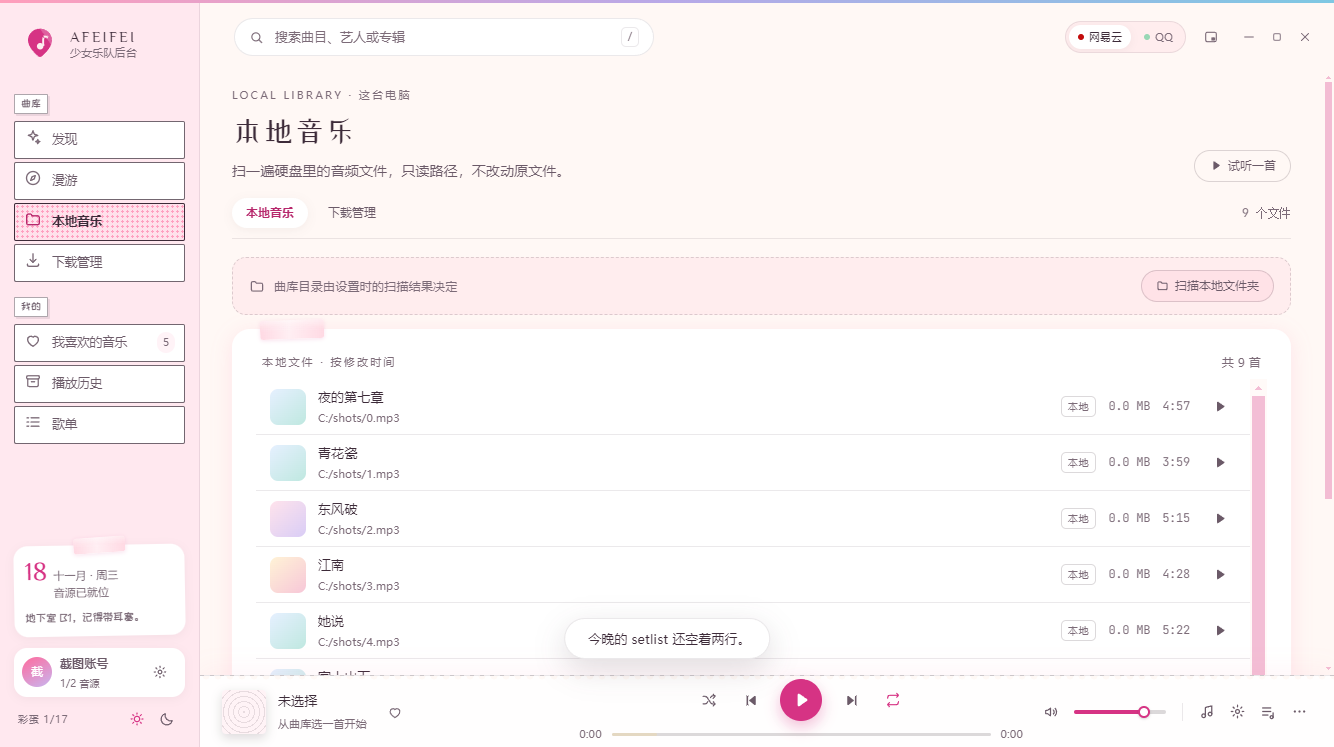 AFEIFEI
少女乐队后台
曲库
发现
漫游
本地音乐
下载管理
我的
我喜欢的音乐 5
播放历史
歌单
18 十一月 · 周三
音源已就位
地下室 B1，记得带耳塞。
截 截图账号
1/2 音源
彩蛋 1/17
搜索曲目、艺人或专辑 /
网易云 QQ
LOCAL LIBRARY · 这台电脑
本地音乐
扫一遍硬盘里的音频文件，只读路径，不改动原文件。
试听一首
本地音乐 下载管理 9 个文件
曲库目录由设置时的扫描结果决定 扫描本地文件夹
本地文件 · 按修改时间 共 9 首
夜的第七章
C:/shots/0.mp3
本地 0.0 MB 4:57
青花瓷
C:/shots/1.mp3
本地 0.0 MB 3:59
东风破
C:/shots/2.mp3
本地 0.0 MB 5:15
江南
C:/shots/3.mp3
本地 0.0 MB 4:28
她说
C:/shots/4.mp3
本地 0.0 MB 5:22
今晚的 setlist 还空着两行。
未选择
从曲库选一首开始
0:00 0:00